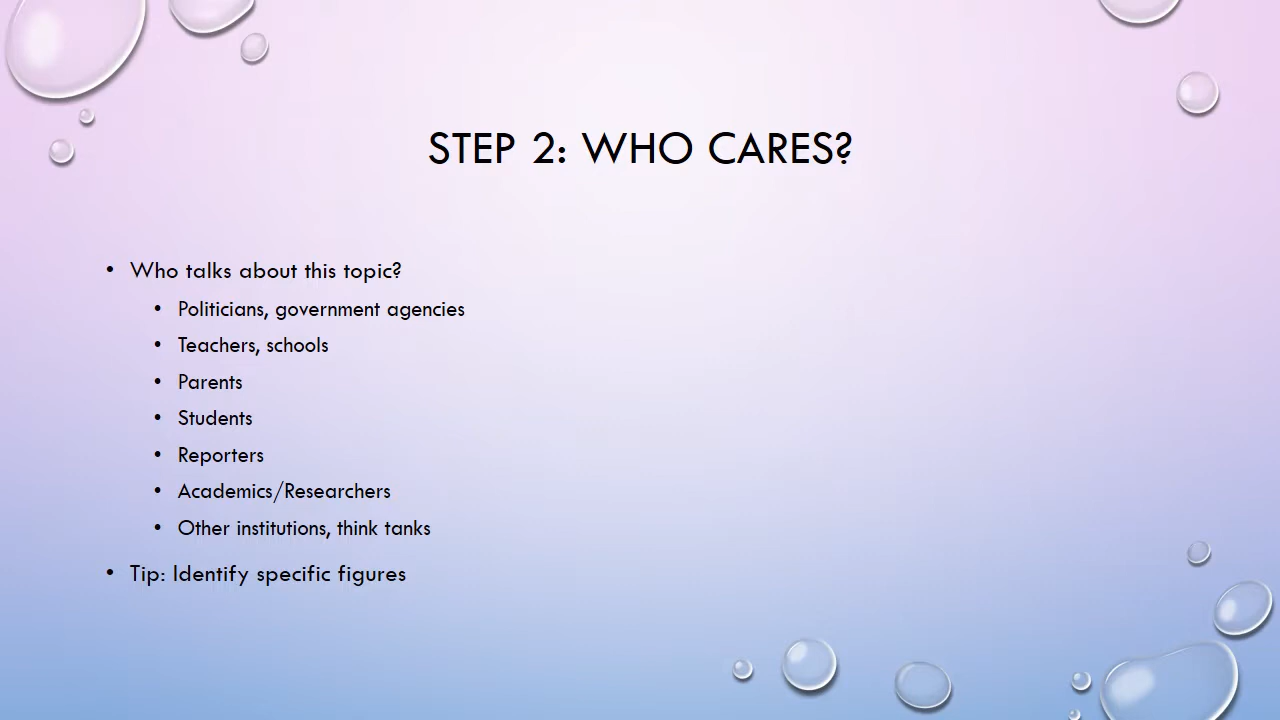 STEP 2: WHO CARES?
• Who talks about this topic?
• Politicians, government agencies
• Teachers, schools
• Parents
• Students
• Reporters
• Academics/Researchers
• Other institutions, think tanks
• Tip: Identify specific figures